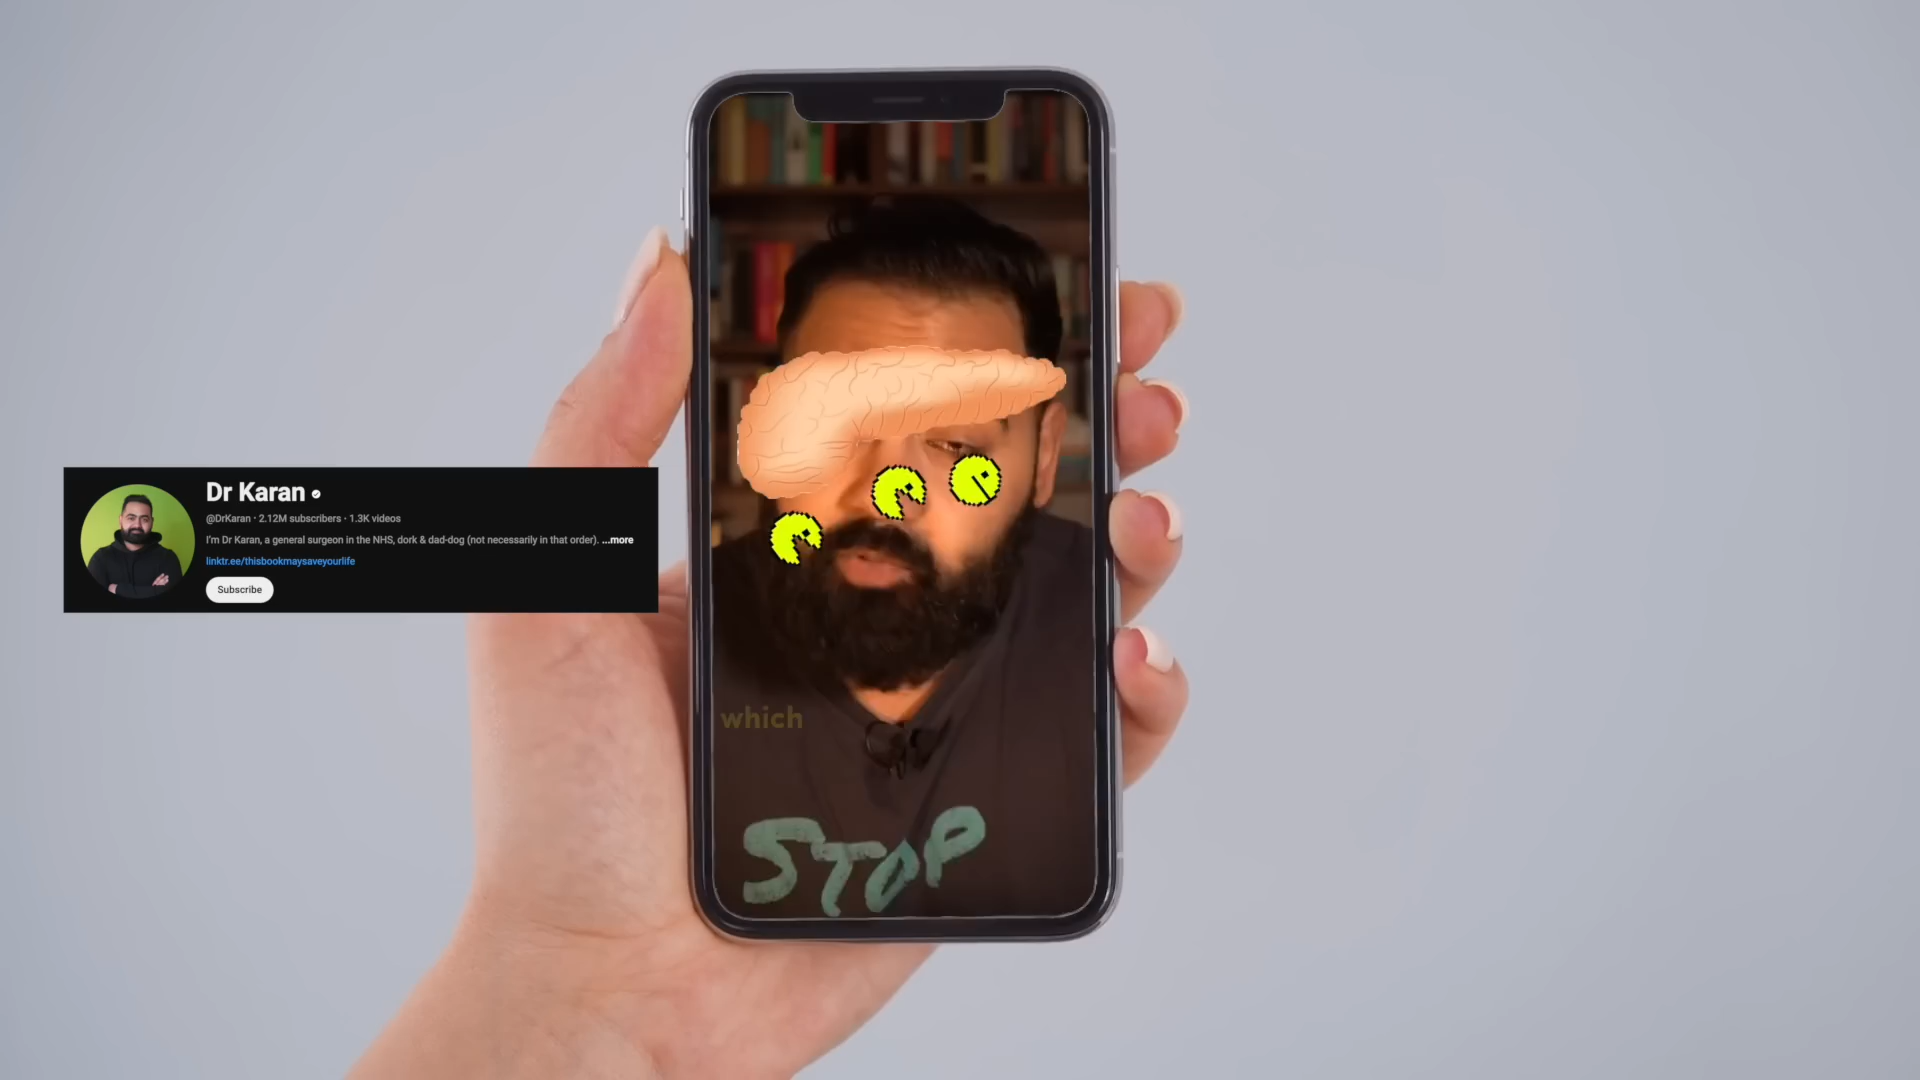 Dr Karan
@DrKaran · 2.12M subscribers · 1.3K videos
I'm Dr Karan, a general surgeon in the NHS, dork & dad-dog (not necessarily in that order). ...more
linktr.ee/thisbookmaysaveyourlife
Subscribe
which
STOP